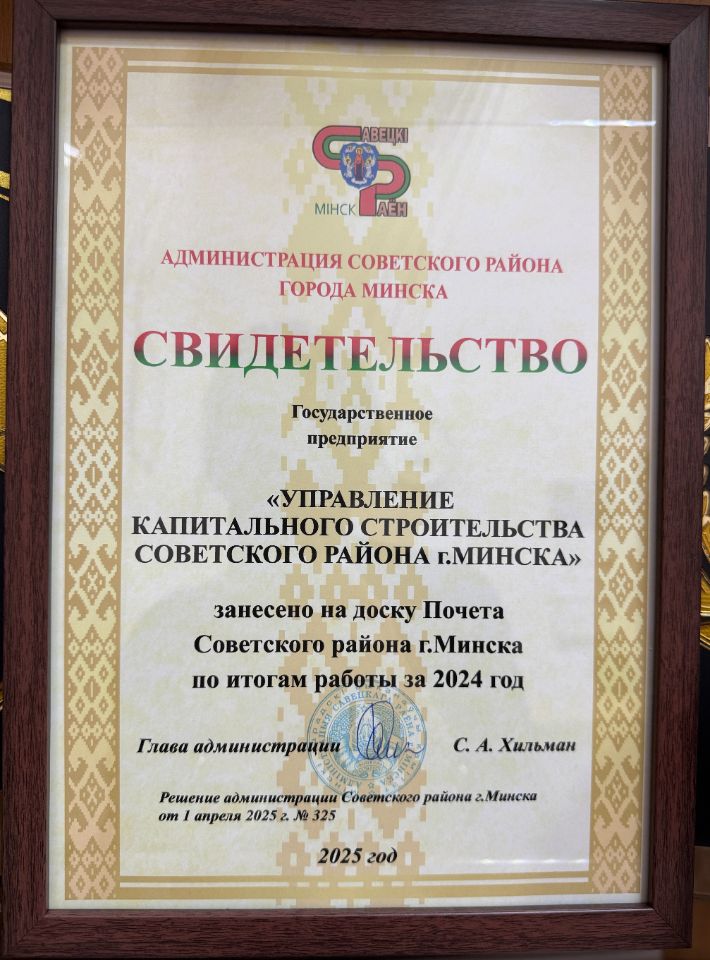 САВЕЦКІ
МІНСК РАЁН
АДМИНИСТРАЦИЯ СОВЕТСКОГО РАЙОНА
ГОРОДА МИНСКА
СВИДЕТЕЛЬСТВО
Государственное
предприятие
«УПРАВЛЕНИЕ
КАПИТАЛЬНОГО СТРОИТЕЛЬСТВА
СОВЕТСКОГО РАЙОНА г.МИНСКА»
занесено на доску Почета
Советского района г.Минска
по итогам работы за 2024 год
Глава администрации С. А. Хильман
Решение администрации Советского района г.Минска
от 1 апреля 2025 г. № 325
2025 год